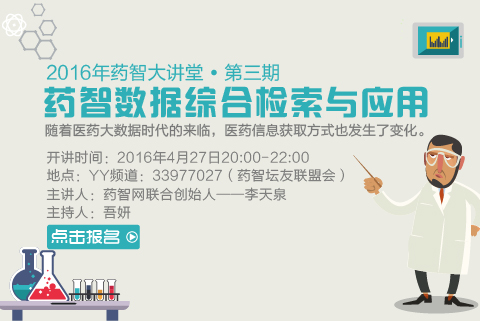 2016年药智大讲堂·第三期
药智数据综合检索与应用
随着医药大数据时代的来临，医药信息获取方式也发生了变化。
开讲时间：2016年4月27日20:00-22:00
地点：YY频道：33977027（药智坛友联盟会）
主讲人：药智网联合创始人——李天泉
主持人：吾妍
点击报名